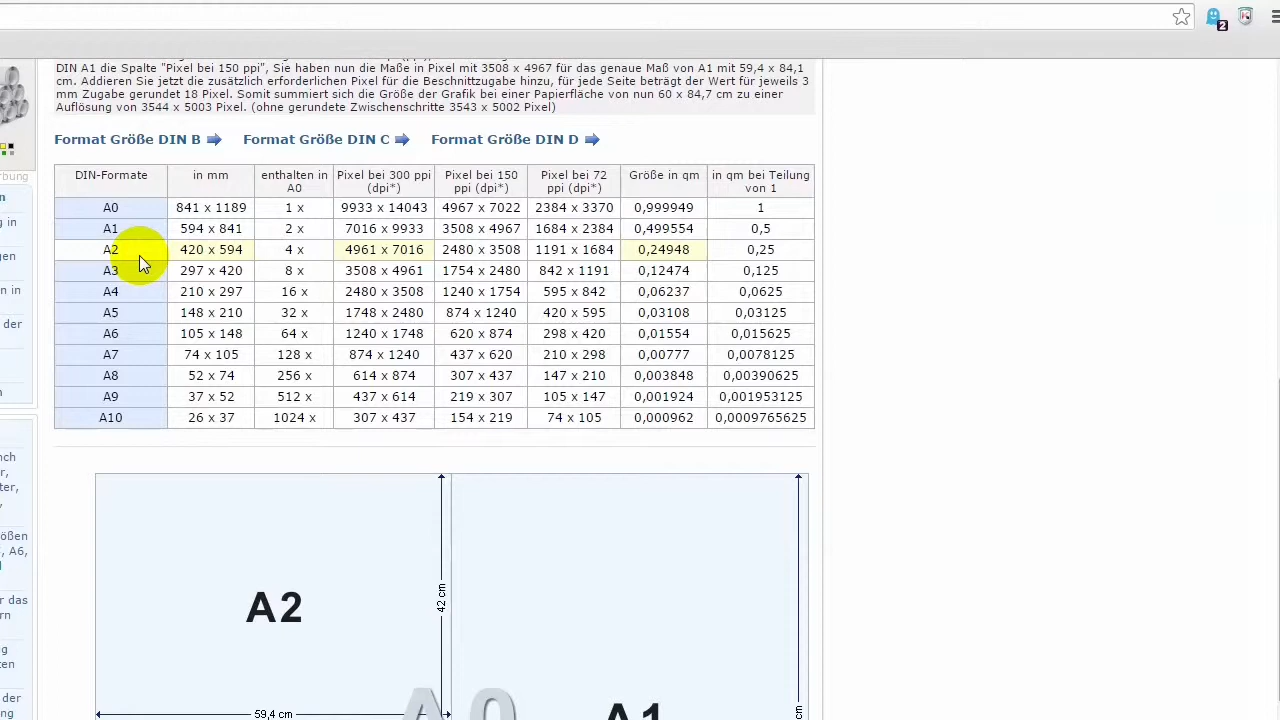 2
DIN A1 die Spalte "Pixel bei 150 ppi", Sie haben nun die Maße in Pixel mit 3508 x 4967 für das genaue Maß von A1 mit 59,4 x 84,1
cm. Addieren Sie jetzt die zusätzlich erforderlichen Pixel für die Beschnittzugabe hinzu, für jede Seite beträgt der Wert für jeweils 3
mm Zugabe gerundet 18 Pixel. Somit summiert sich die Größe der Grafik bei einer Papierfläche von nun 60 x 84,7 cm zu einer
Auflösung von 3544 x 5003 Pixel. (ohne gerundete Zwischenschritte 3543 x 5002 Pixel)
Format Größe DIN B Format Größe DIN C Format Größe DIN D
DIN-Formate in mm enthalten in A0 Pixel bei 300 ppi (dpi*) Pixel bei 150 ppi (dpi*) Pixel bei 72 ppi (dpi*) Größe in qm in qm bei Teilung von 1
A0 841 x 1189 1 x 9933 x 14043 4967 x 7022 2384 x 3370 0,999949 1
A1 594 x 841 2 x 7016 x 9933 3508 x 4967 1684 x 2384 0,499554 0,5
A2 420 x 594 4 x 4961 x 7016 2480 x 3508 1191 x 1684 0,24948 0,25
A3 297 x 420 8 x 3508 x 4961 1754 x 2480 842 x 1191 0,12474 0,125
A4 210 x 297 16 x 2480 x 3508 1240 x 1754 595 x 842 0,06237 0,0625
A5 148 x 210 32 x 1748 x 2480 874 x 1240 420 x 595 0,03108 0,03125
A6 105 x 148 64 x 1240 x 1748 620 x 874 298 x 420 0,01554 0,015625
A7 74 x 105 128 x 874 x 1240 437 x 620 210 x 298 0,00777 0,0078125
A8 52 x 74 256 x 614 x 874 307 x 437 147 x 210 0,003848 0,00390625
A9 37 x 52 512 x 437 x 614 219 x 307 105 x 147 0,001924 0,001953125
A10 26 x 37 1024 x 307 x 437 154 x 219 74 x 105 0,000962 0,0009765625
A2
42 cm
59,4 cm
A0
A1
cm
n
g in
en in
der
ter,
, A6,
r das
g
der